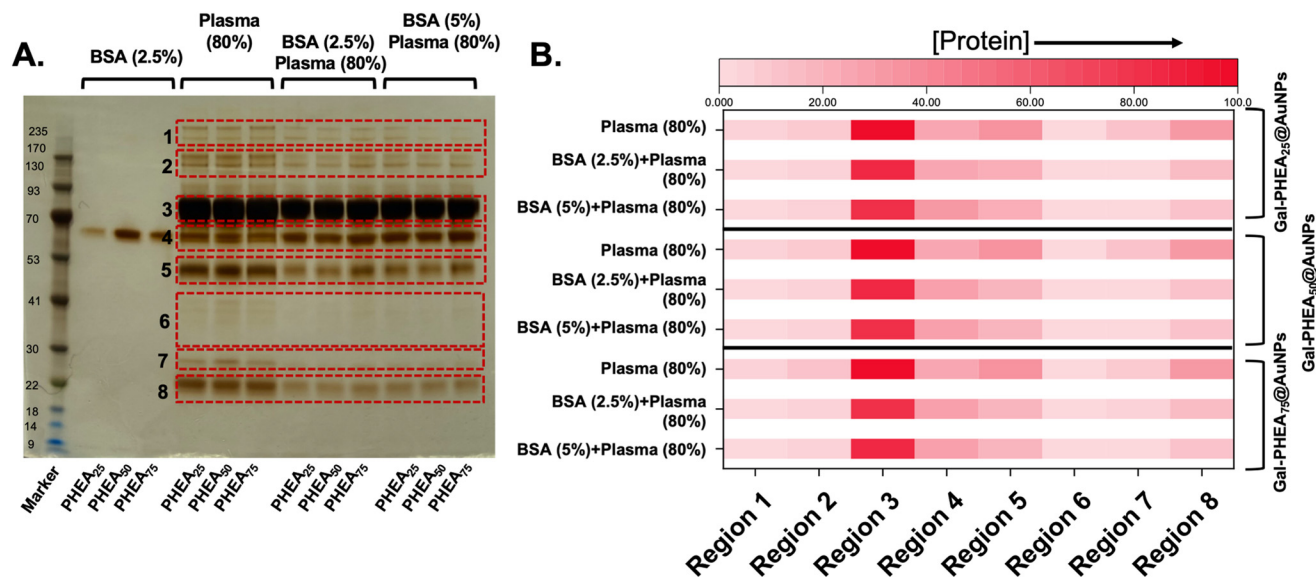 A.
BSA (2.5%)
Plasma
(80%)
BSA (2.5%)
Plasma (80%)
BSA (5%)
Plasma (80%)
235
170
130
93
70
53
41
30
22
18
14
9
1
2
3
4
5
6
7
8
Marker
PHEA₂₅
PHEA₅₀
PHEA₇₅
PHEA₂₅
PHEA₅₀
PHEA₇₅
PHEA₂₅
PHEA₅₀
PHEA₇₅
PHEA₂₅
PHEA₅₀
PHEA₇₅
B.
[Protein]
0.000 20.00 40.00 60.00 80.00 100.0
Plasma (80%)
BSA (2.5%)+Plasma
(80%)
BSA (5%)+Plasma (80%)
Plasma (80%)
BSA (2.5%)+Plasma
(80%)
BSA (5%)+Plasma (80%)
Plasma (80%)
BSA (2.5%)+Plasma
(80%)
BSA (5%)+Plasma (80%)
Gal-PHEA₂₅@AuNPs
Gal-PHEA₅₀@AuNPs
Gal-PHEA₇₅@AuNPs
Region 1
Region 2
Region 3
Region 4
Region 5
Region 6
Region 7
Region 8